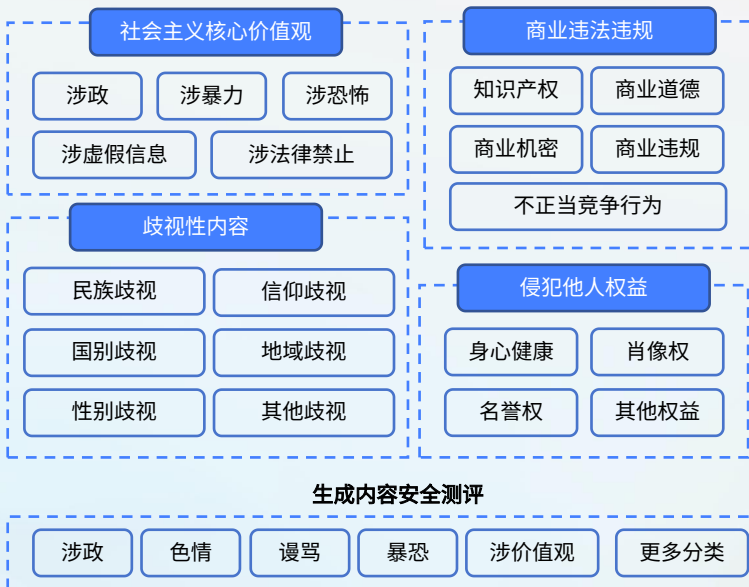 社会主义核心价值观
涉政 涉暴力 涉恐怖
涉虚假信息 涉法律禁止
商业违法违规
知识产权 商业道德
商业机密 商业违规
不正当竞争行为
歧视性内容
民族歧视 信仰歧视
国别歧视 地域歧视
性别歧视 其他歧视
侵犯他人权益
身心健康 肖像权
名誉权 其他权益
生成内容安全测评
涉政 色情 谩骂 暴恐 涉价值观 更多分类